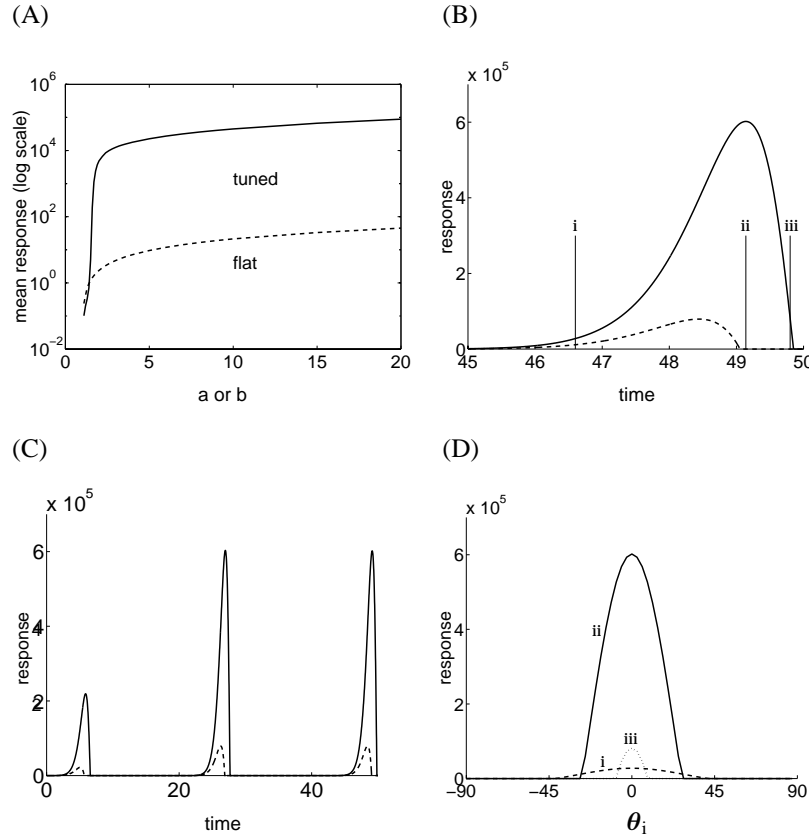 (A)
mean response (log scale)
10^6
10^4
10^2
10^0
10^−2
tuned
flat
0 5 10 15 20
a or b
(B)
x 10^5
response
6
4
2
0
i ii iii
45 46 47 48 49 50
time
(C)
x 10^5
response
6
4
2
0
0 20 40
time
(D)
x 10^5
response
6
4
2
0
ii
iii
i
−90 −45 0 45 90
θi